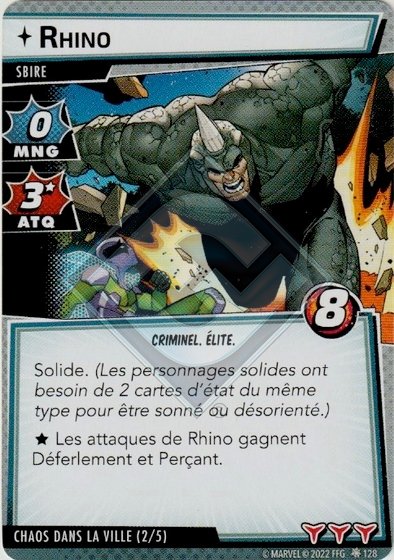 RHINO
SBIRE
0
MNG
3*
ATQ
8
CRIMINEL. ÉLITE.
Solide. (Les personnages solides ont
besoin de 2 cartes d'état du même
type pour être sonné ou désorienté.)
★ Les attaques de Rhino gagnent
Déferlement et Perçant.
CHAOS DANS LA VILLE (2/5)
© MARVEL © 2022 FFG 128